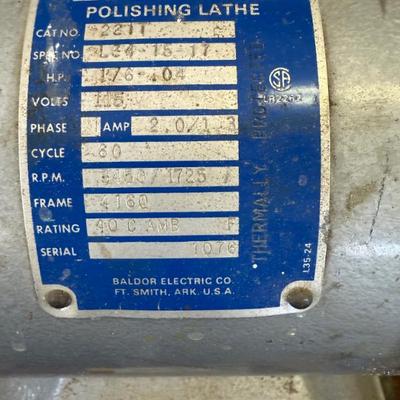 POLISHING LATHE
CAT NO. 2211
SPEC NO. L34-15 17
H.P. 1/6-.04
VOLTS 115
PHASE 1 AMP 2.0/1.3
CYCLE 60
R.P.M. 3450/1725
FRAME 4160
RATING 40 C AMB F
SERIAL 1076
BALDOR ELECTRIC CO.
FT. SMITH, ARK. U.S.A.
THERMALLY PROTECTED
SA
L35-24